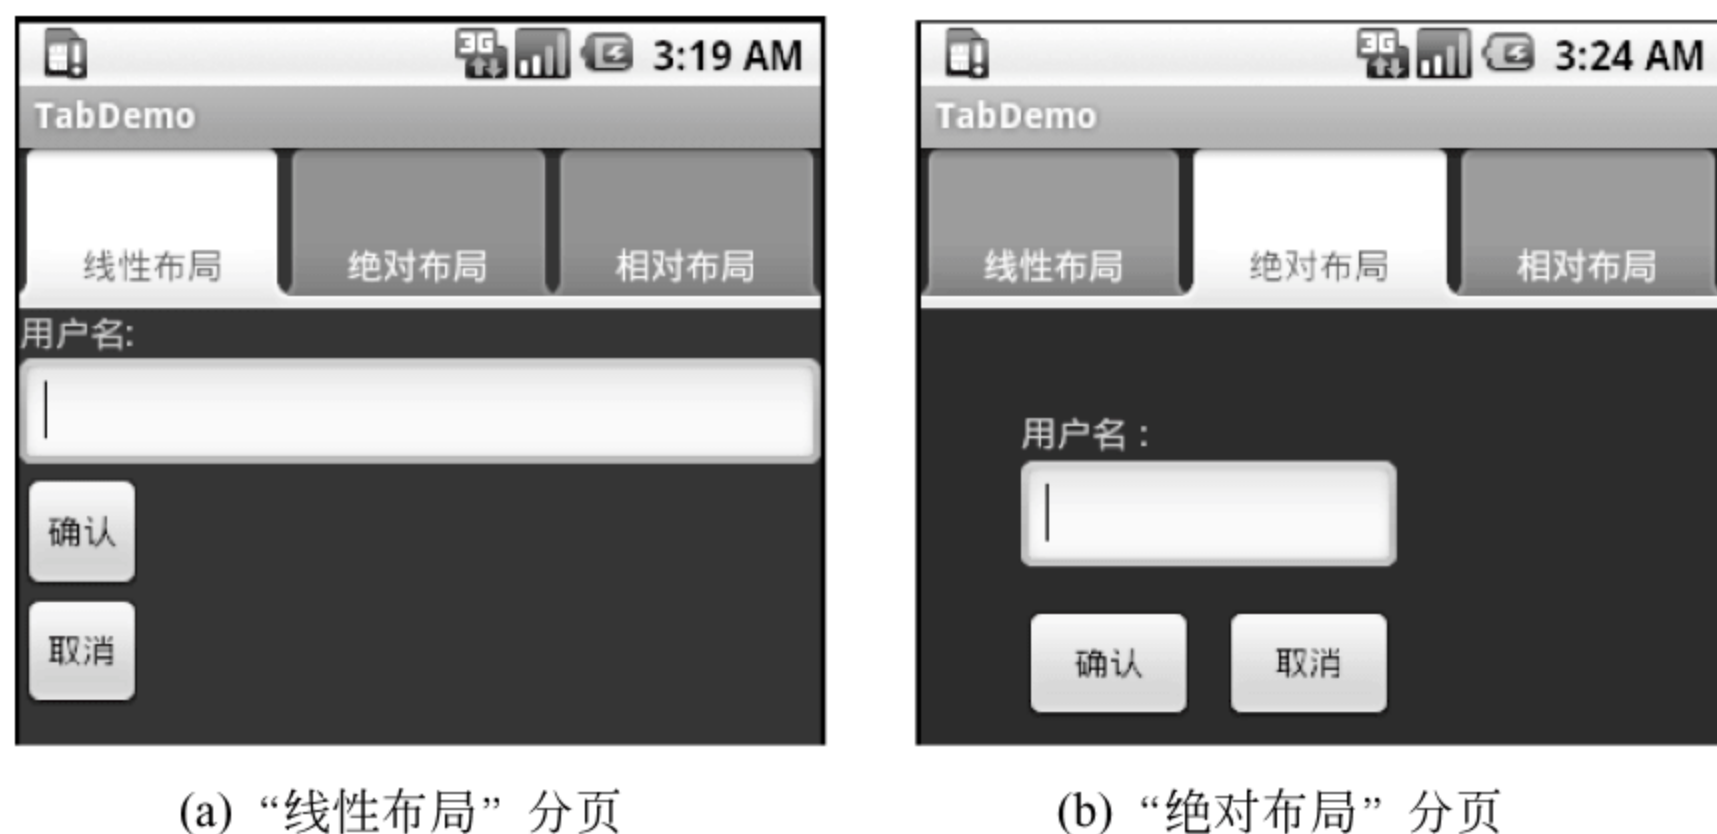 3G 3:19 AM
TabDemo
线性布局 绝对布局 相对布局
用户名:
确认
取消
(a) “线性布局” 分页
3G 3:24 AM
TabDemo
线性布局 绝对布局 相对布局
用户名：
确认 取消
(b) “绝对布局” 分页